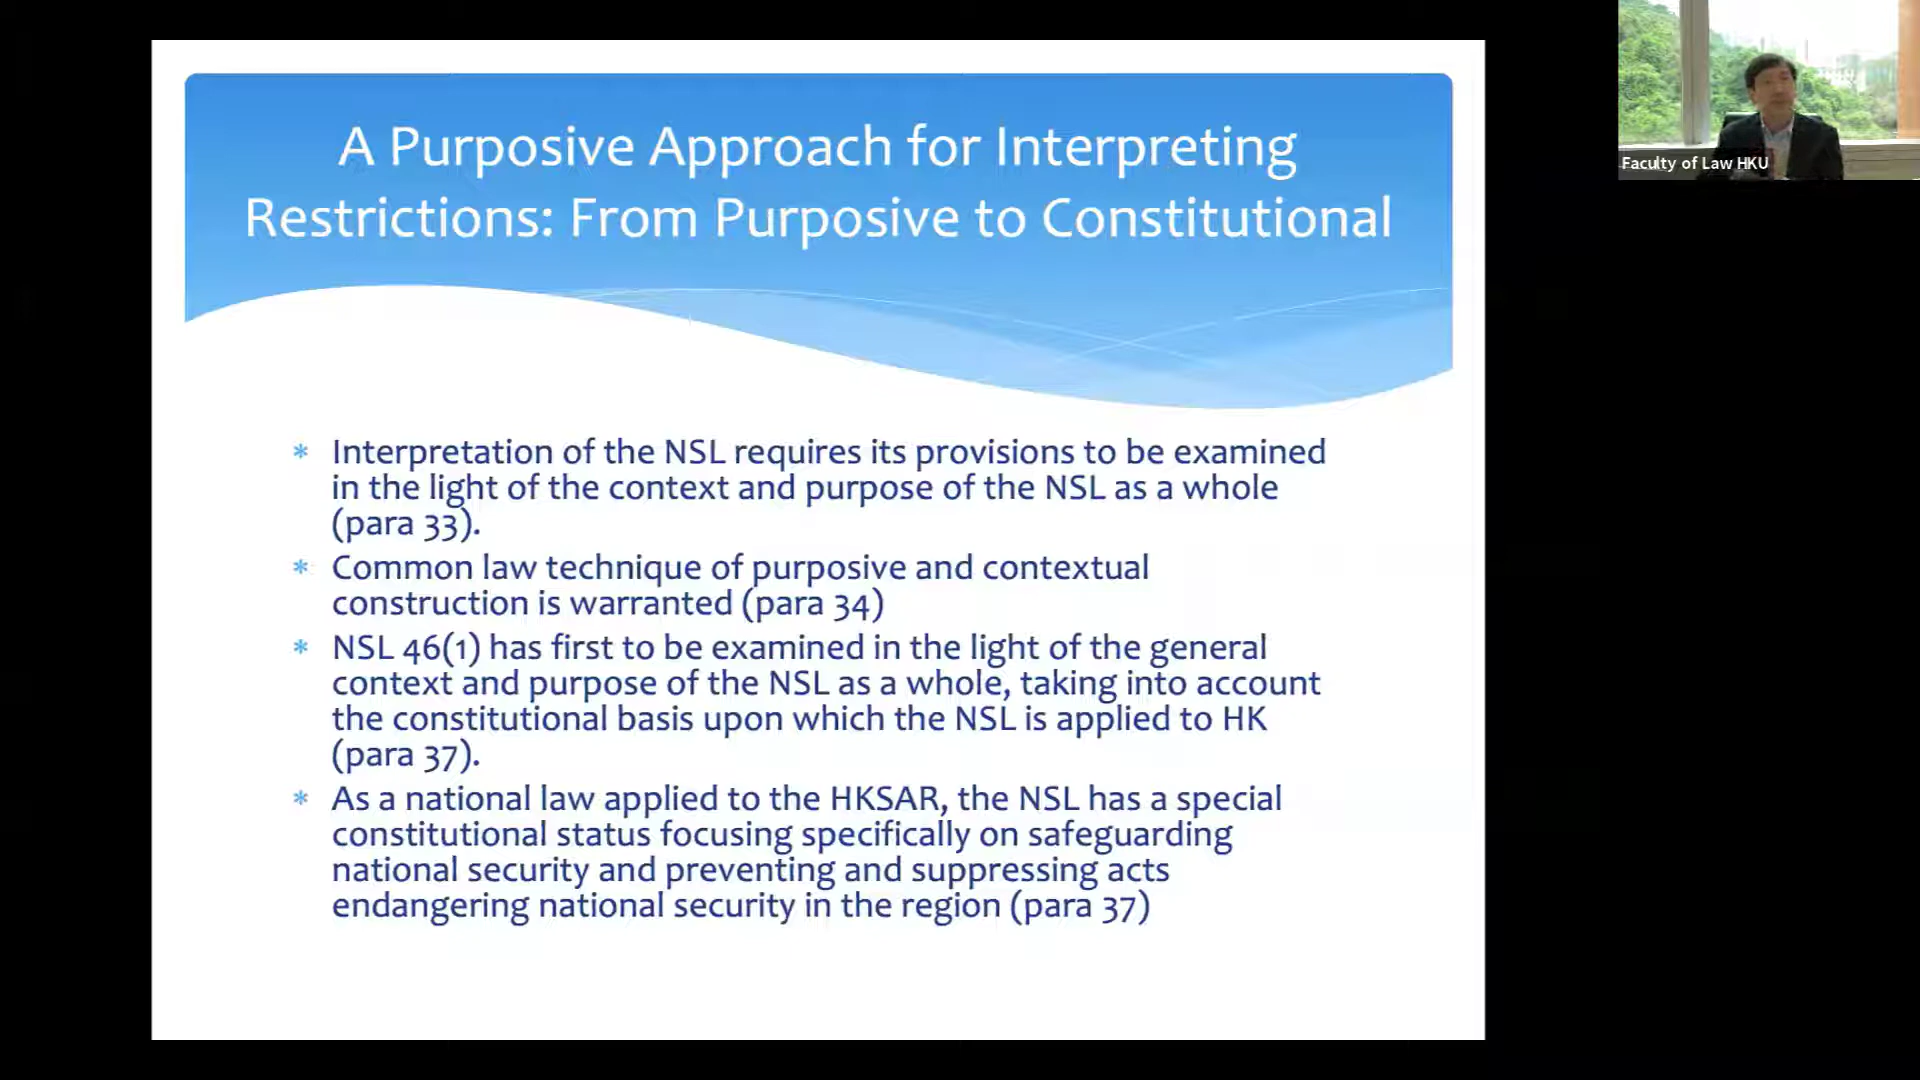 A Purposive Approach for Interpreting
Restrictions: From Purposive to Constitutional
* Interpretation of the NSL requires its provisions to be examined
in the light of the context and purpose of the NSL as a whole
(para 33).
* Common law technique of purposive and contextual
construction is warranted (para 34)
* NSL 46(1) has first to be examined in the light of the general
context and purpose of the NSL as a whole, taking into account
the constitutional basis upon which the NSL is applied to HK
(para 37).
* As a national law applied to the HKSAR, the NSL has a special
constitutional status focusing specifically on safeguarding
national security and preventing and suppressing acts
endangering national security in the region (para 37)
Faculty of Law HKU